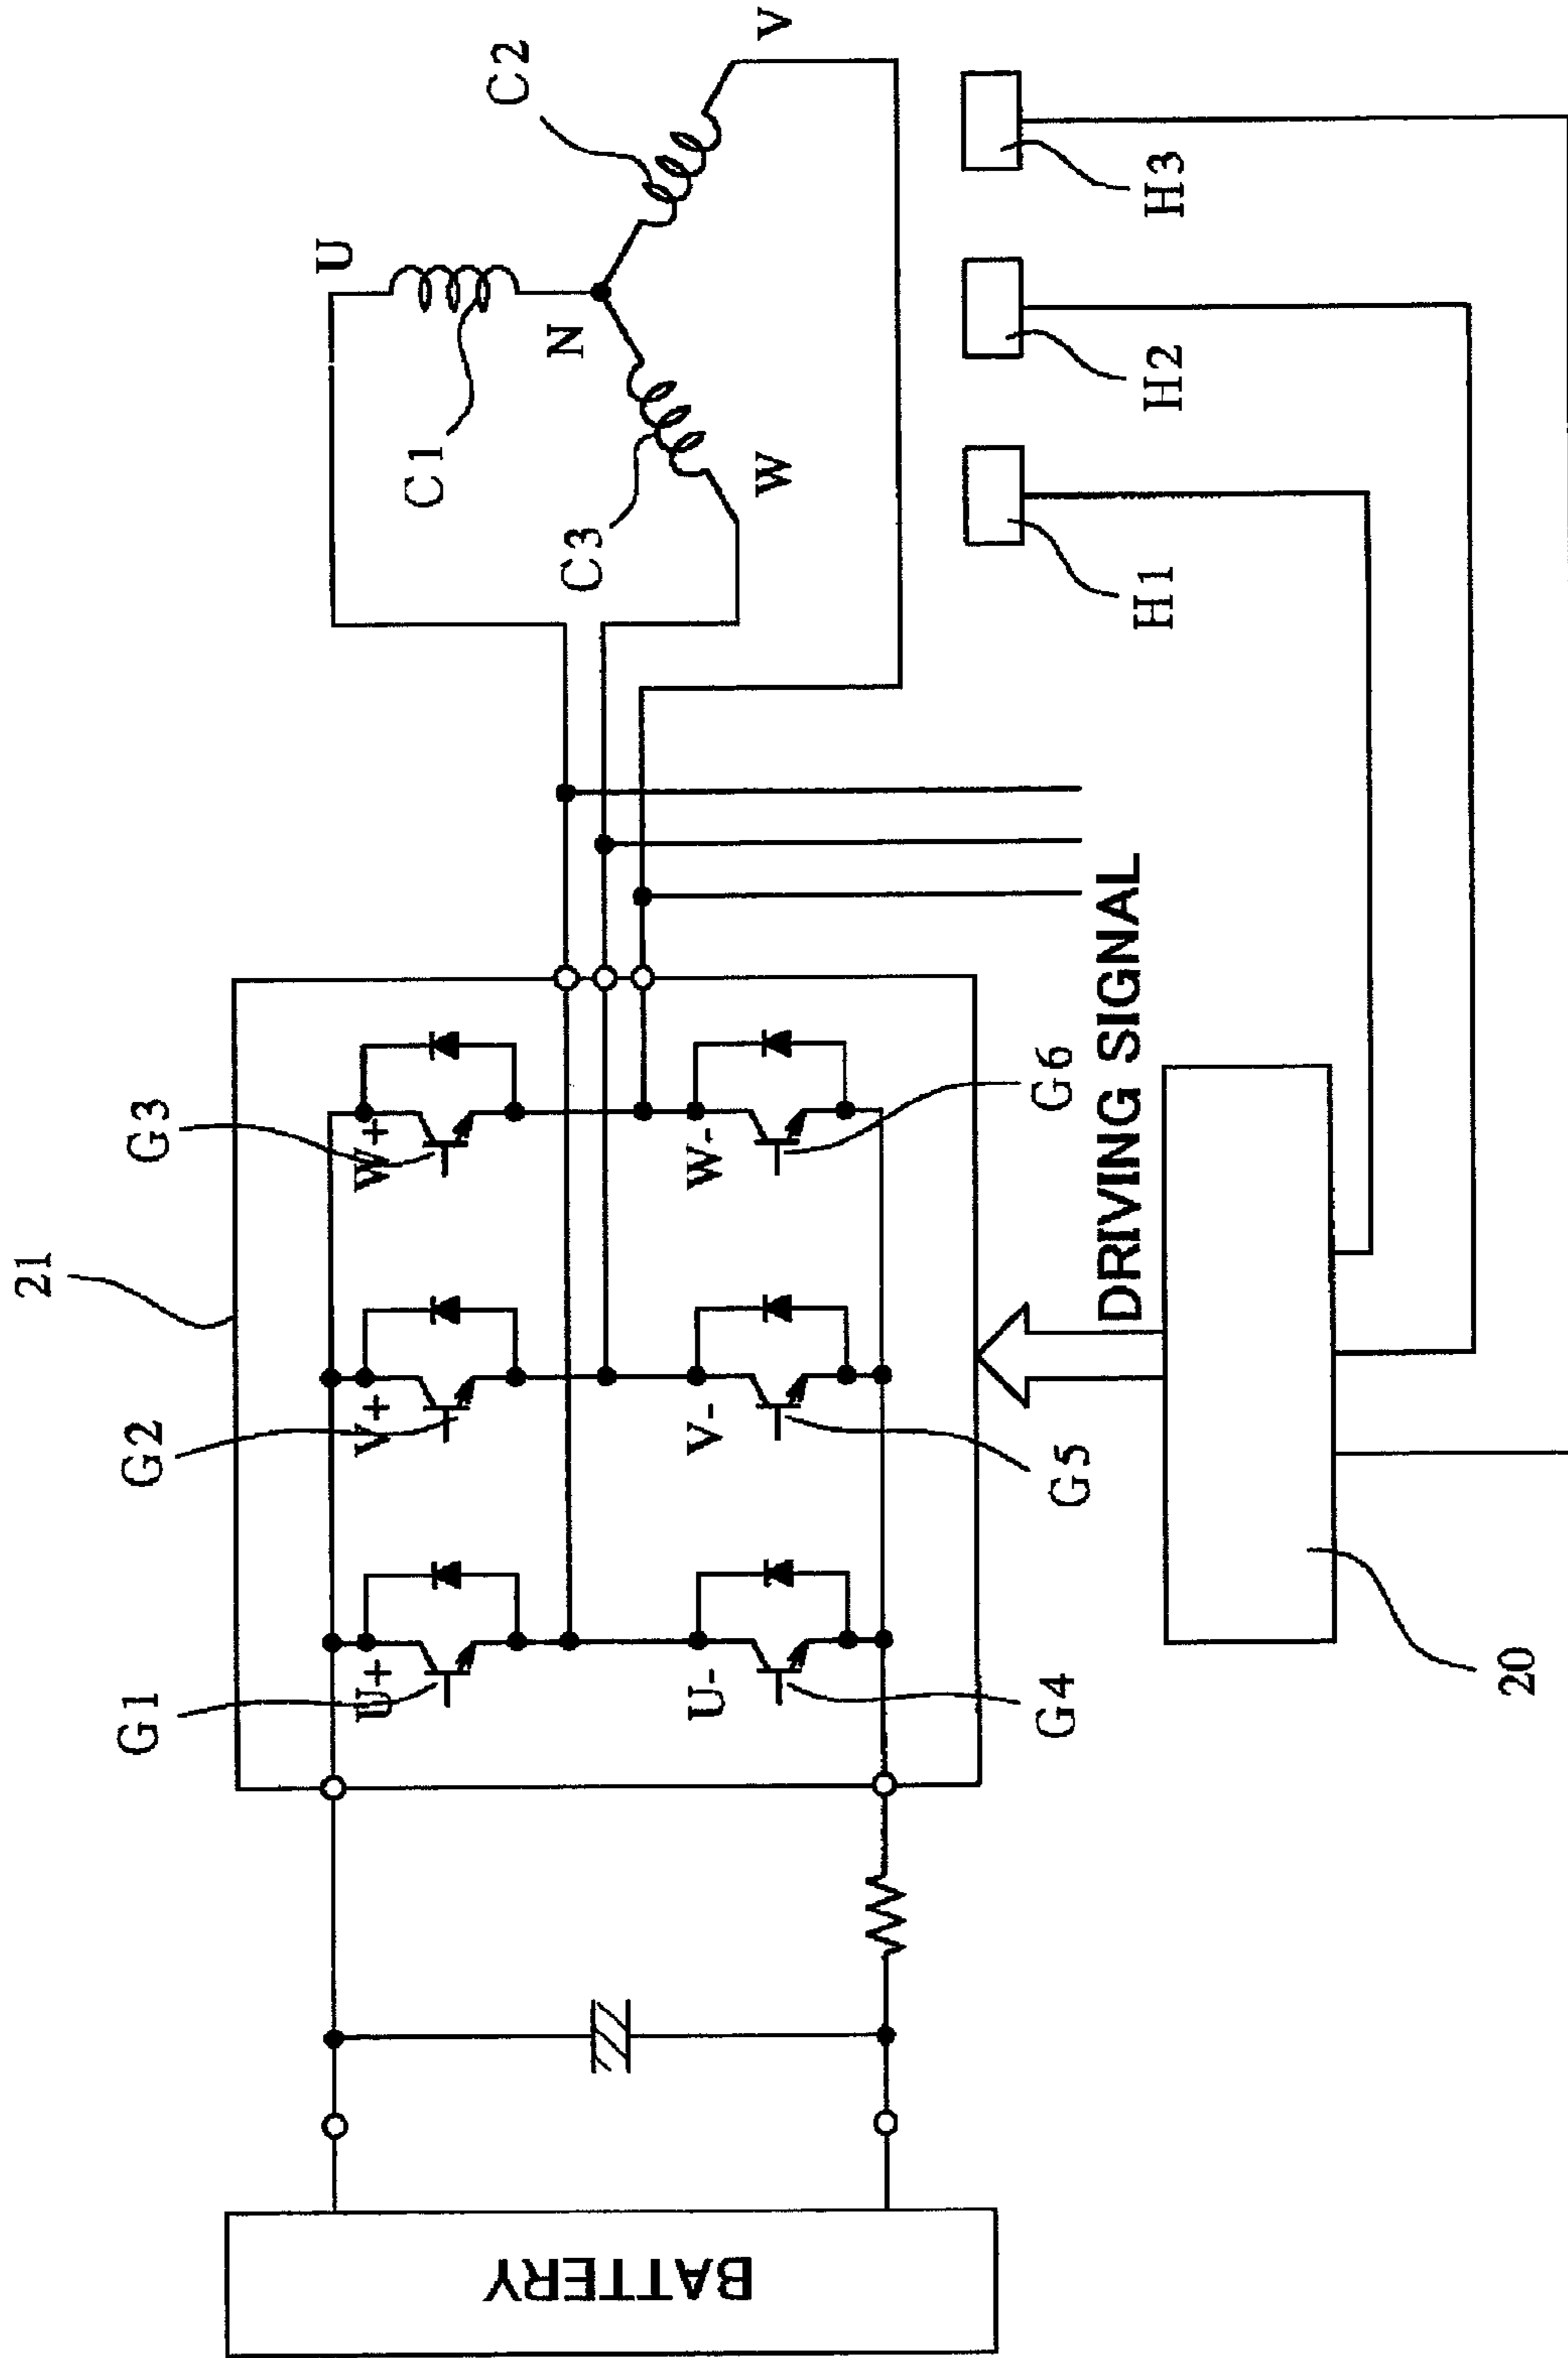 21
G1
G2
G3
U+
V+
W+
U-
V-
W-
G4
G5
G6
BATTERY
DRIVING SIGNAL
20
U
C1
C2
N
V
C3
W
H1
H2
H3